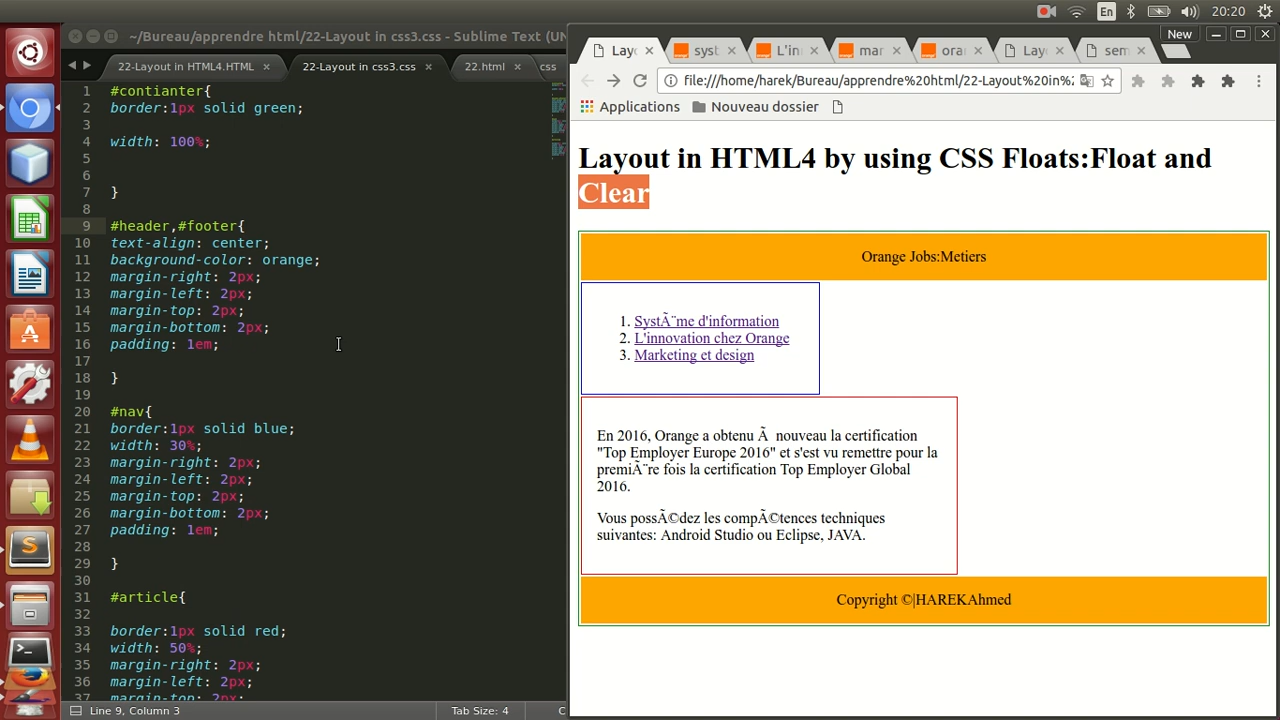 En
20:20
~/Bureau/apprendre html/22-Layout in css3.css - Sublime Text (UN
22-Layout in HTML4.HTML ×
22-Layout in css3.css ×
22.html ×
css
1 #contianter{
2 border:1px solid green;
3
4 width: 100%;
5
6
7 }
8
9 #header,#footer{
10 text-align: center;
11 background-color: orange;
12 margin-right: 2px;
13 margin-left: 2px;
14 margin-top: 2px;
15 margin-bottom: 2px;
16 padding: 1em;
17
18 }
19
20 #nav{
21 border:1px solid blue;
22 width: 30%;
23 margin-right: 2px;
24 margin-left: 2px;
25 margin-top: 2px;
26 margin-bottom: 2px;
27 padding: 1em;
28
29 }
30
31 #article{
32
33 border:1px solid red;
34 width: 50%;
35 margin-right: 2px;
36 margin-left: 2px;
37 margin-top: 2px;
Line 9, Column 3
Tab Size: 4
New
Layo
syst
L'in
mar
oran
Layo
sem
file:///home/harek/Bureau/apprendre%20html/22-Layout%20in%
Applications
Nouveau dossier
Layout in HTML4 by using CSS Floats:Float and
Clear
Orange Jobs:Metiers
1. SystÃ¨me d'information
2. L'innovation chez Orange
3. Marketing et design
En 2016, Orange a obtenu Ã  nouveau la certification
"Top Employer Europe 2016" et s'est vu remettre pour la
premiÃ¨re fois la certification Top Employer Global
2016.
Vous possÃ©dez les compÃ©tences techniques
suivantes: Android Studio ou Eclipse, JAVA.
Copyright ©|HAREKAhmed